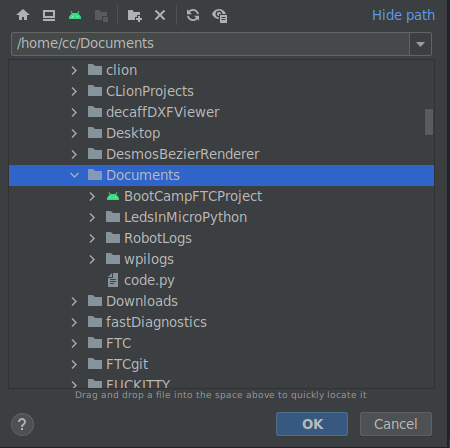 Hide path
/home/cc/Documents
clion
CLionProjects
decaffDXFViewer
Desktop
DesmosBezierRenderer
Documents
BootCampFTCProject
LedsInMicroPython
RobotLogs
wpilogs
code.py
Downloads
fastDiagnostics
FTC
FTCgit
FUCKITTY
Drag and drop a file into the space above to quickly locate it
?
OK
Cancel